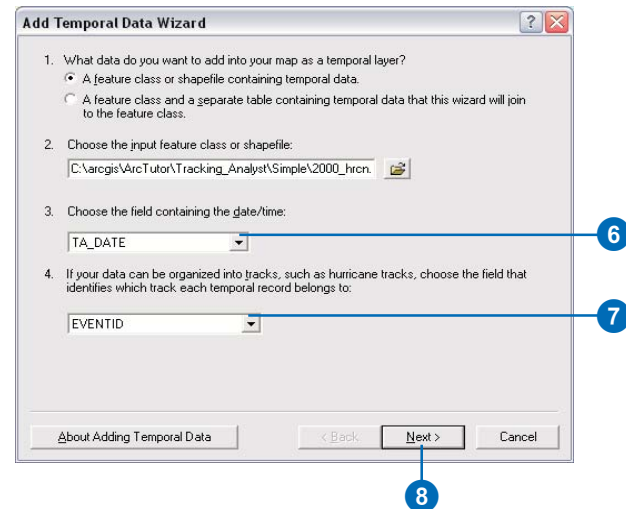 Add Temporal Data Wizard
1. What data do you want to add into your map as a temporal layer?
A feature class or shapefile containing temporal data.
A feature class and a separate table containing temporal data that this wizard will join
to the feature class.
2. Choose the input feature class or shapefile:
C:\arcgis\ArcTutor\Tracking_Analyst\Simple\2000_hrcn.
3. Choose the field containing the date/time:
TA_DATE
6
4. If your data can be organized into tracks, such as hurricane tracks, choose the field that
identifies which track each temporal record belongs to:
EVENTID
7
About Adding Temporal Data
< Back
Next >
Cancel
8